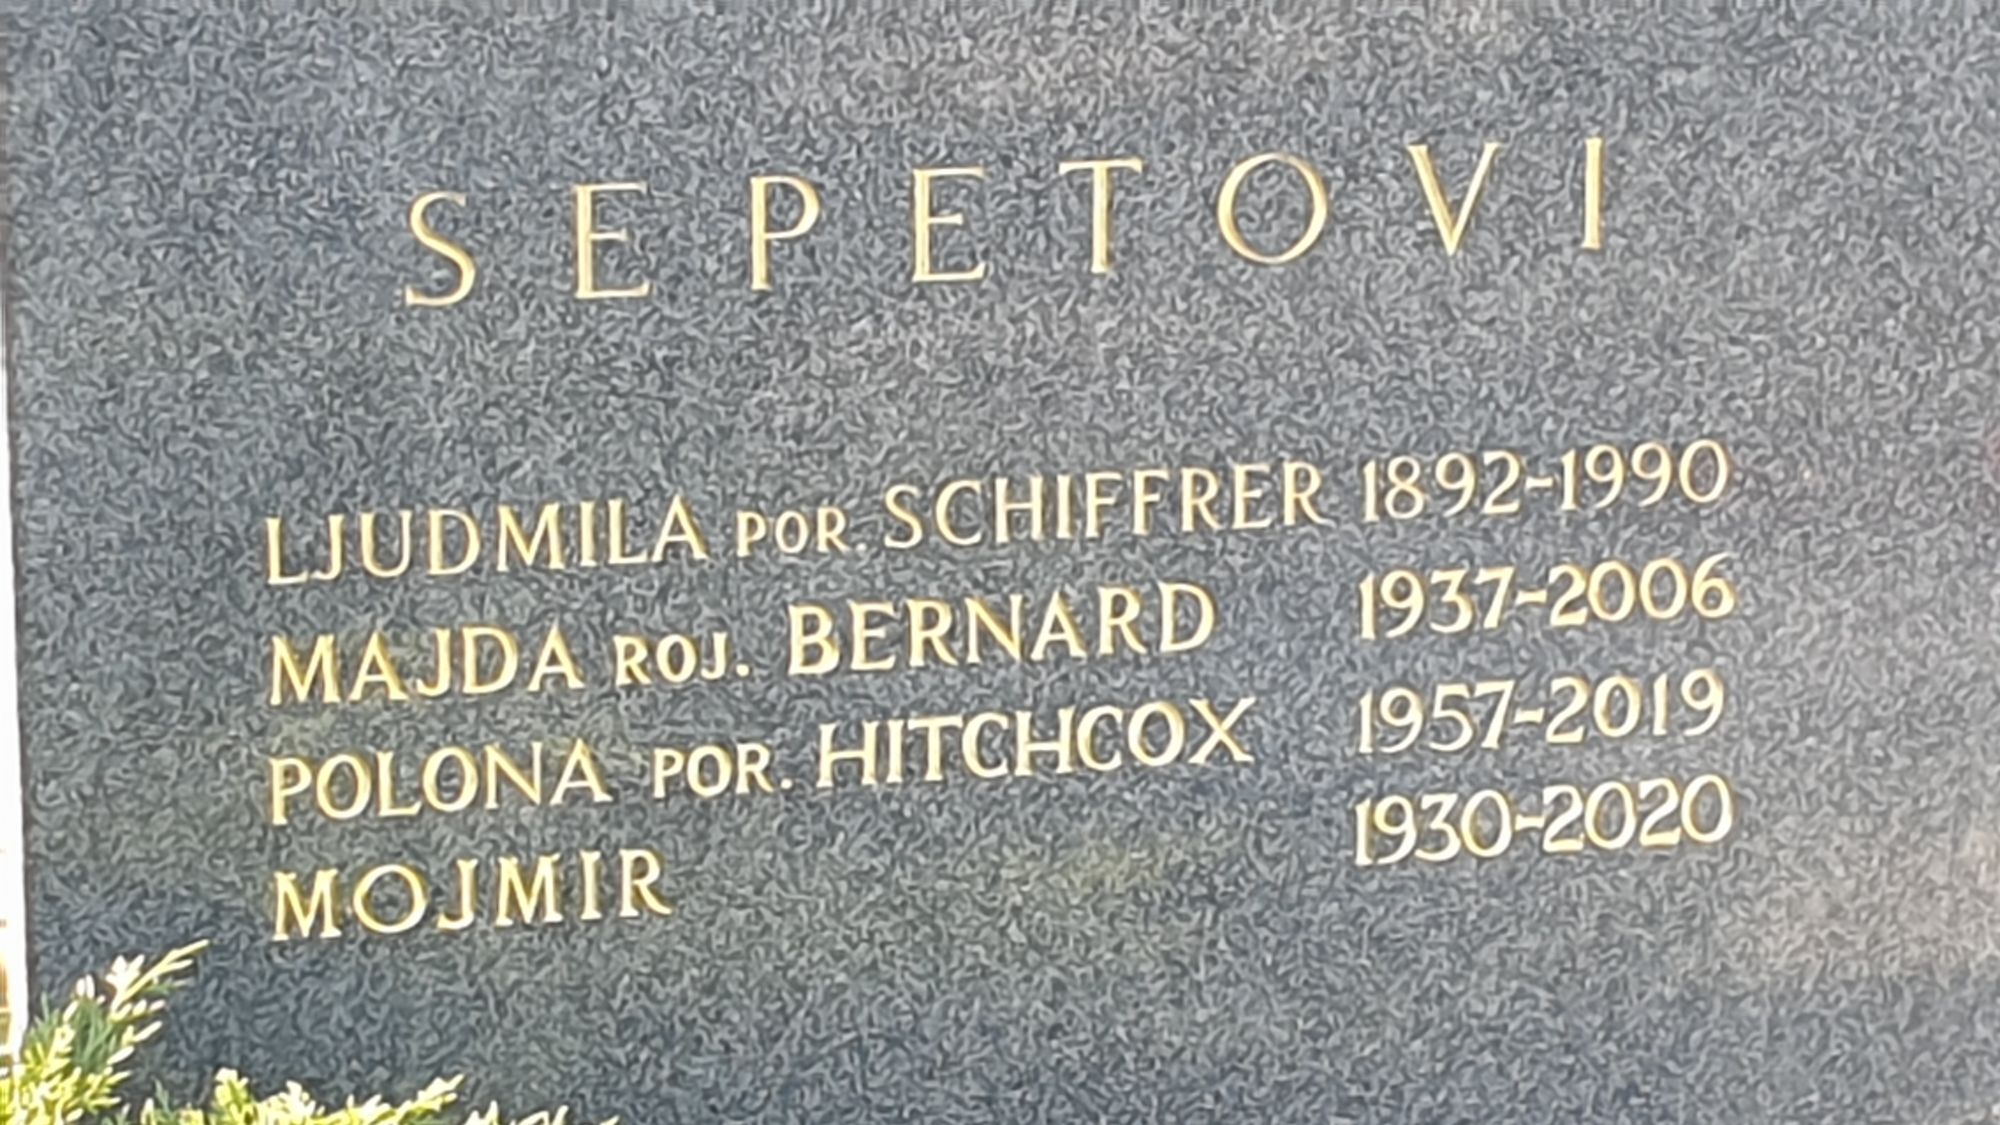 SEPETOVI
LJUDMILA POR. SCHIFFRER 1892-1990
MAJDA ROJ. BERNARD 1937-2006
POLONA POR. HITCHCOX 1957-2019
MOJMIR 1930-2020